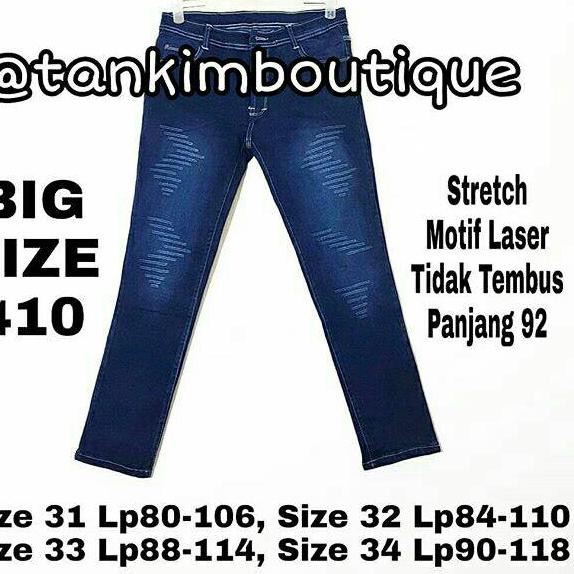 @tankimboutique
BIG
IZE
410
Stretch
Motif Laser
Tidak Tembus
Panjang 92
ze 31 Lp80-106, Size 32 Lp84-110
ze 33 Lp88-114, Size 34 Lp90-118